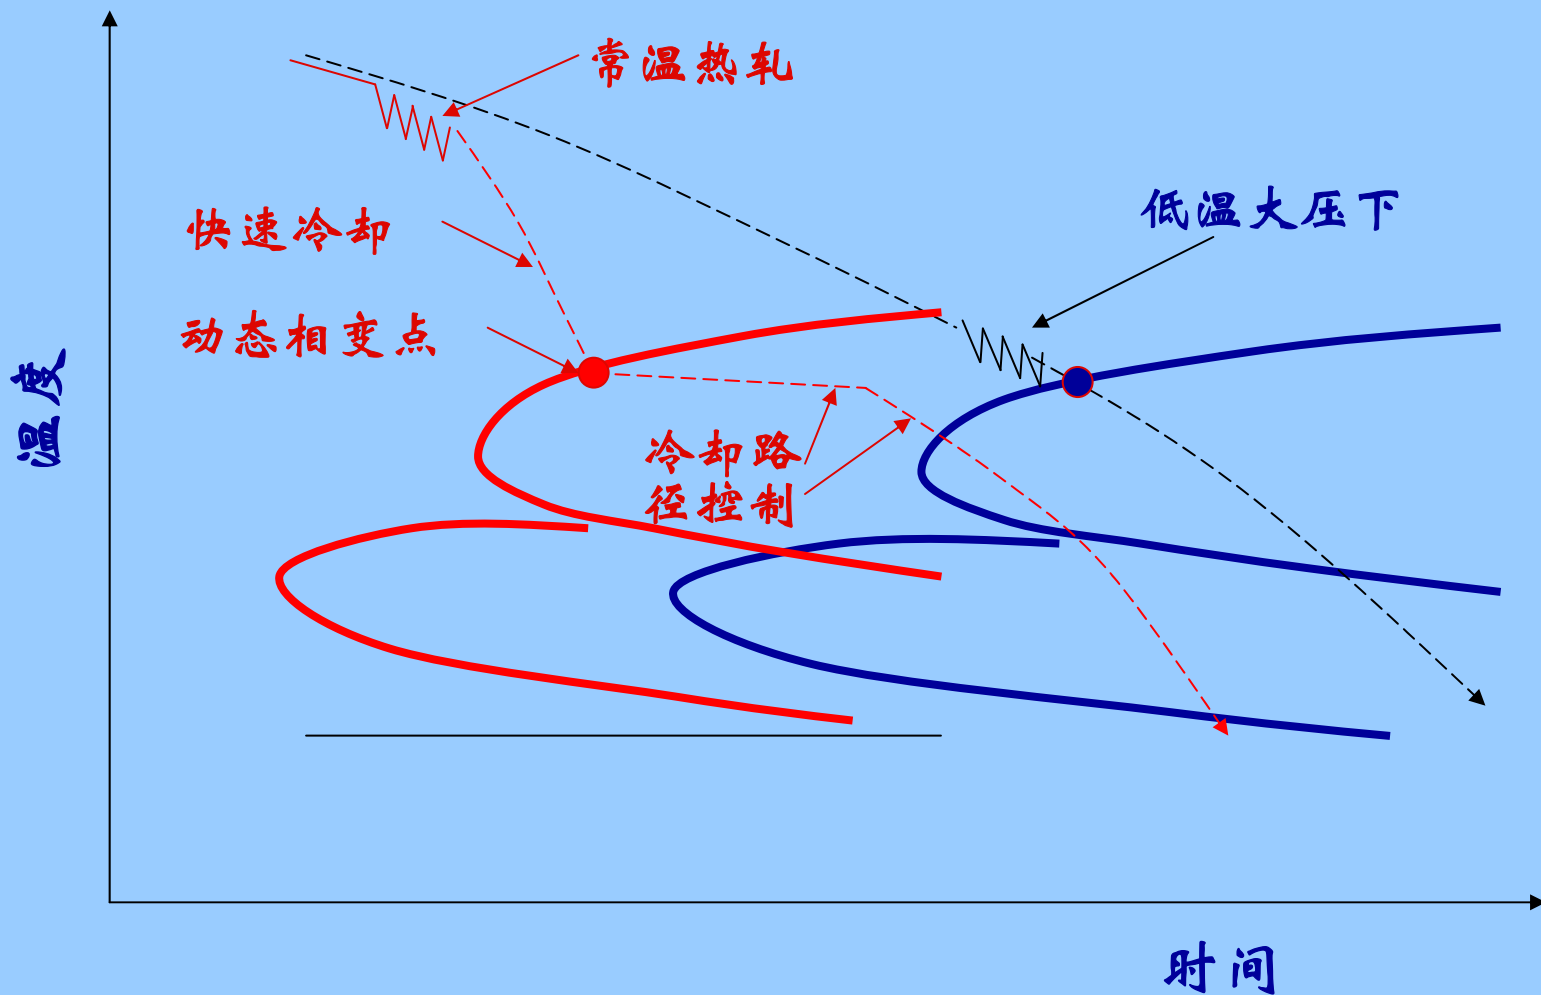 常温热轧
低温大压下
快速冷却
动态相变点
温度
冷却路
径控制
时间